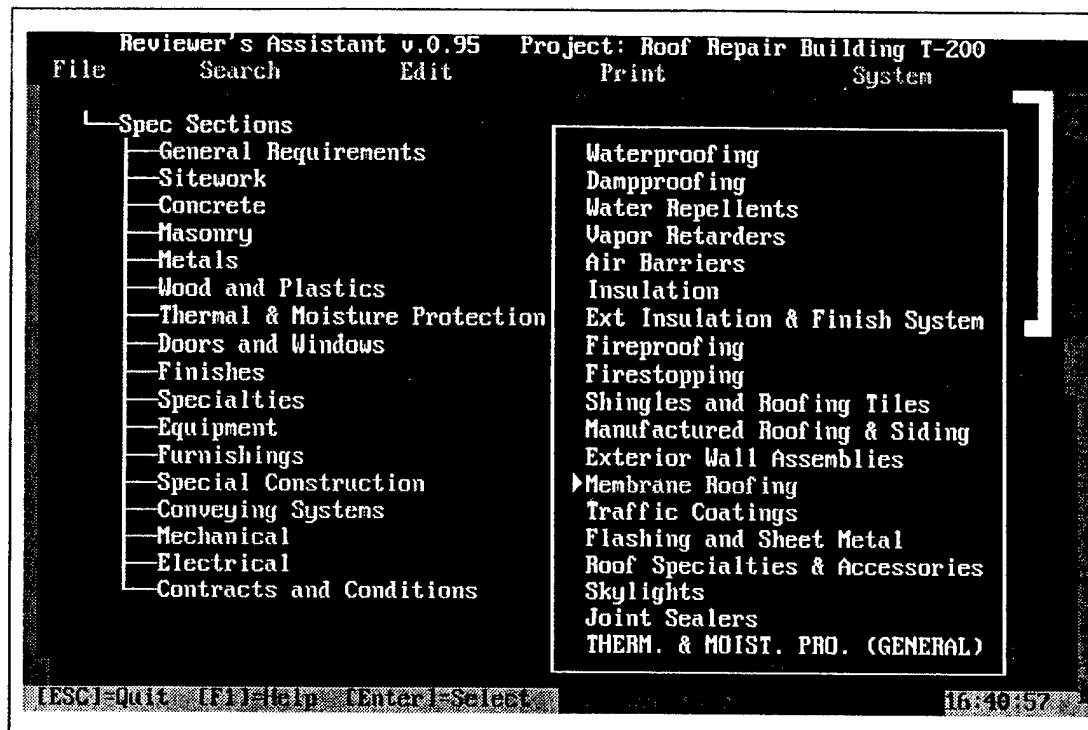 Reviewer's Assistant v.0.95 Project: Roof Repair Building T-200
File Search Edit Print System
Spec Sections
General Requirements
Sitework
Concrete
Masonry
Metals
Wood and Plastics
Thermal & Moisture Protection
Doors and Windows
Finishes
Specialties
Equipment
Furnishings
Special Construction
Conveying Systems
Mechanical
Electrical
Contracts and Conditions
Waterproofing
Dampproofing
Water Repellents
Vapor Retarders
Air Barriers
Insulation
Ext Insulation & Finish System
Fireproofing
Firestopping
Shingles and Roofing Tiles
Manufactured Roofing & Siding
Exterior Wall Assemblies
Membrane Roofing
Traffic Coatings
Flashing and Sheet Metal
Roof Specialties & Accessories
Skylights
Joint Sealers
THERM. & MOIST. PRO. (GENERAL)
[ESC]=Quit [F1]=Help [Enter]=Select 16:40:57